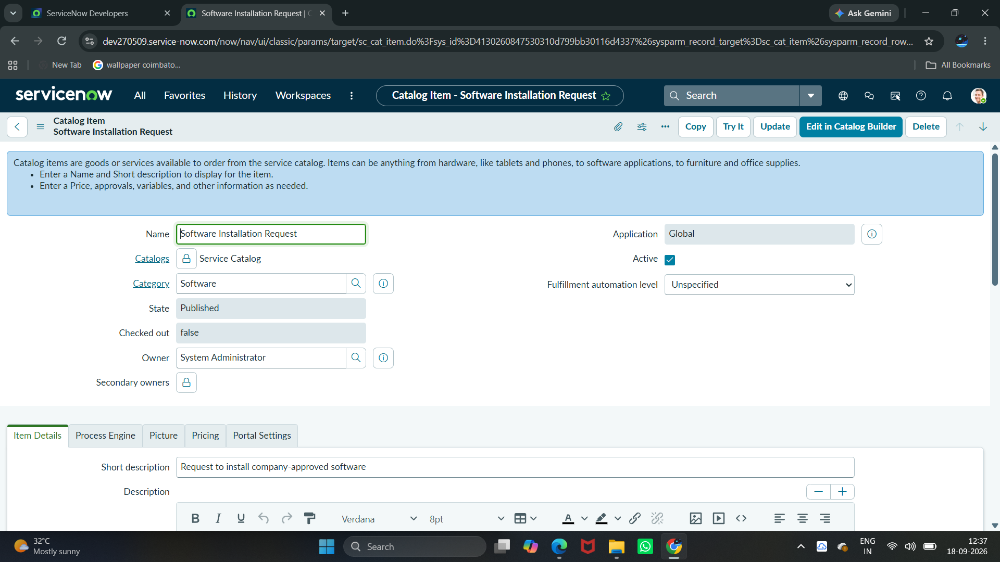 ServiceNow Developers
Software Installation Request |
Ask Gemini
dev270509.service-now.com/now/nav/ui/classic/params/target/sc_cat_item.do%3Fsys_id%3D4130260847530310d799bb30116d4337%26sysparm_record_target%3Dsc_cat_item%26sysparm_record_row...
New Tab
wallpaper coimbato...
All Bookmarks
servicenow
All
Favorites
History
Workspaces
Catalog Item - Software Installation Request
Search
Catalog Item
Software Installation Request
Copy
Try It
Update
Edit in Catalog Builder
Delete
Catalog items are goods or services available to order from the service catalog. Items can be anything from hardware, like tablets and phones, to software applications, to furniture and office supplies.
• Enter a Name and Short description to display for the item.
• Enter a Price, approvals, variables, and other information as needed.
Name
Software Installation Request
Application
Global
Catalogs
Service Catalog
Active
Category
Software
Fulfillment automation level
Unspecified
State
Published
Checked out
false
Owner
System Administrator
Secondary owners
Item Details
Process Engine
Picture
Pricing
Portal Settings
Short description
Request to install company-approved software
Description
B I U
Verdana
8pt
A
32°C
Mostly sunny
Search
ENG
IN
12:37
18-09-2026